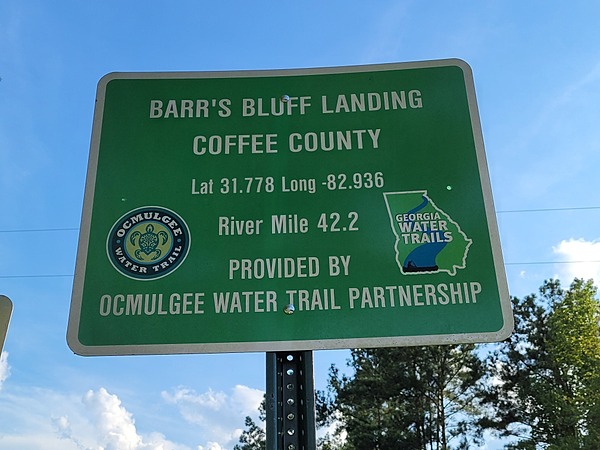 BARR'S BLUFF LANDING
COFFEE COUNTY
Lat 31.778 Long -82.936
River Mile 42.2
OCMULGEE
WATER TRAIL
GEORGIA
WATER
TRAILS
PROVIDED BY
OCMULGEE WATER TRAIL PARTNERSHIP